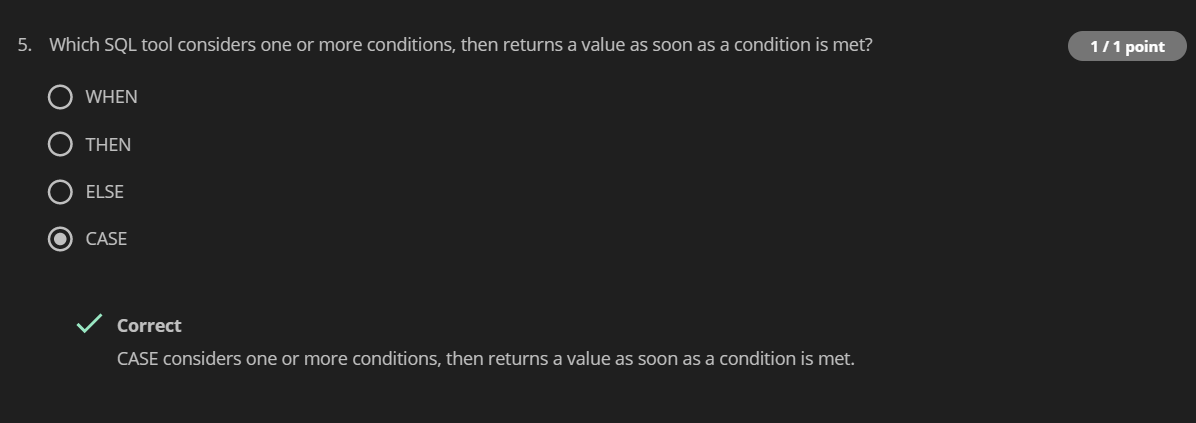 5. Which SQL tool considers one or more conditions, then returns a value as soon as a condition is met?
1 / 1 point
WHEN
THEN
ELSE
CASE
Correct
CASE considers one or more conditions, then returns a value as soon as a condition is met.